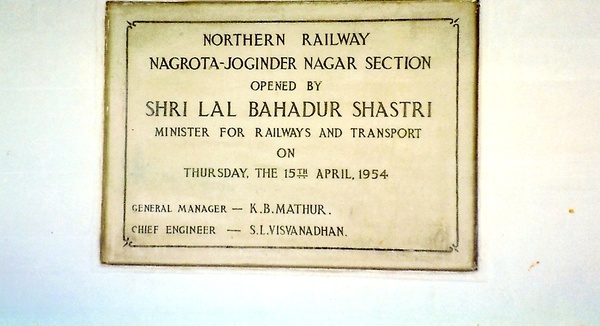 NORTHERN RAILWAY
NAGROTA-JOGINDER NAGAR SECTION
OPENED BY
SHRI LAL BAHADUR SHASTRI
MINISTER FOR RAILWAYS AND TRANSPORT
ON
THURSDAY, THE 15TH APRIL, 1954
GENERAL MANAGER — K.B.MATHUR.
CHIEF ENGINEER — S.L.VISVANADHAN.